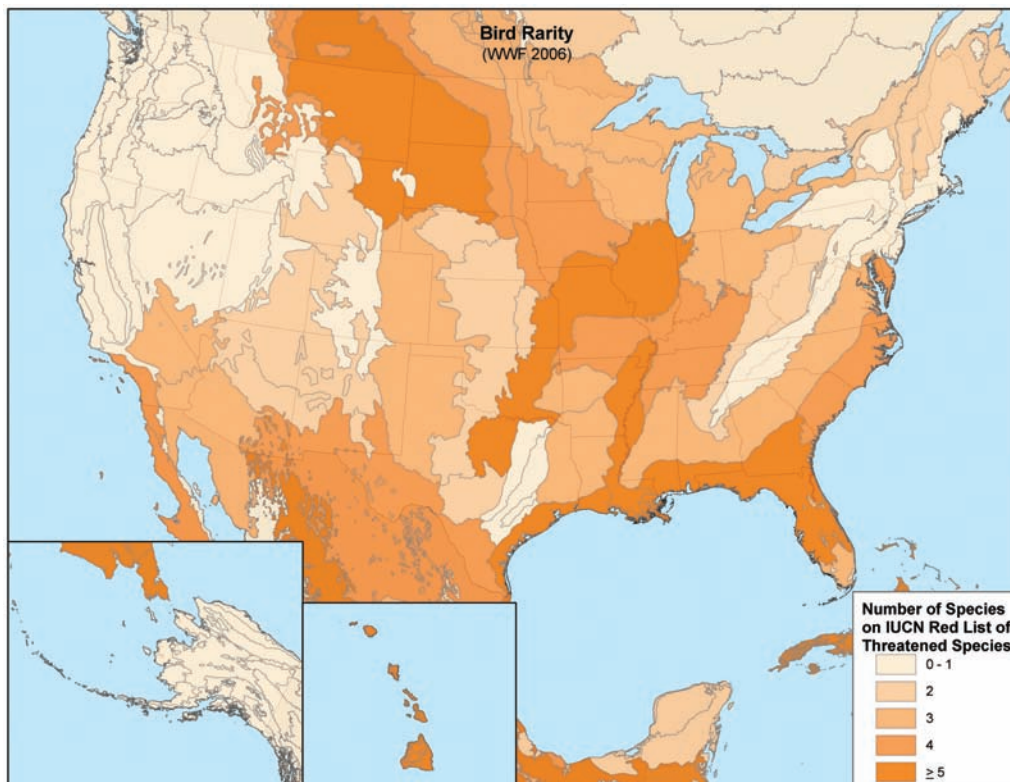 Bird Rarity
(WWF 2006)
Number of Species
on IUCN Red List of
Threatened Species
0 - 1
2
3
4
≥ 5